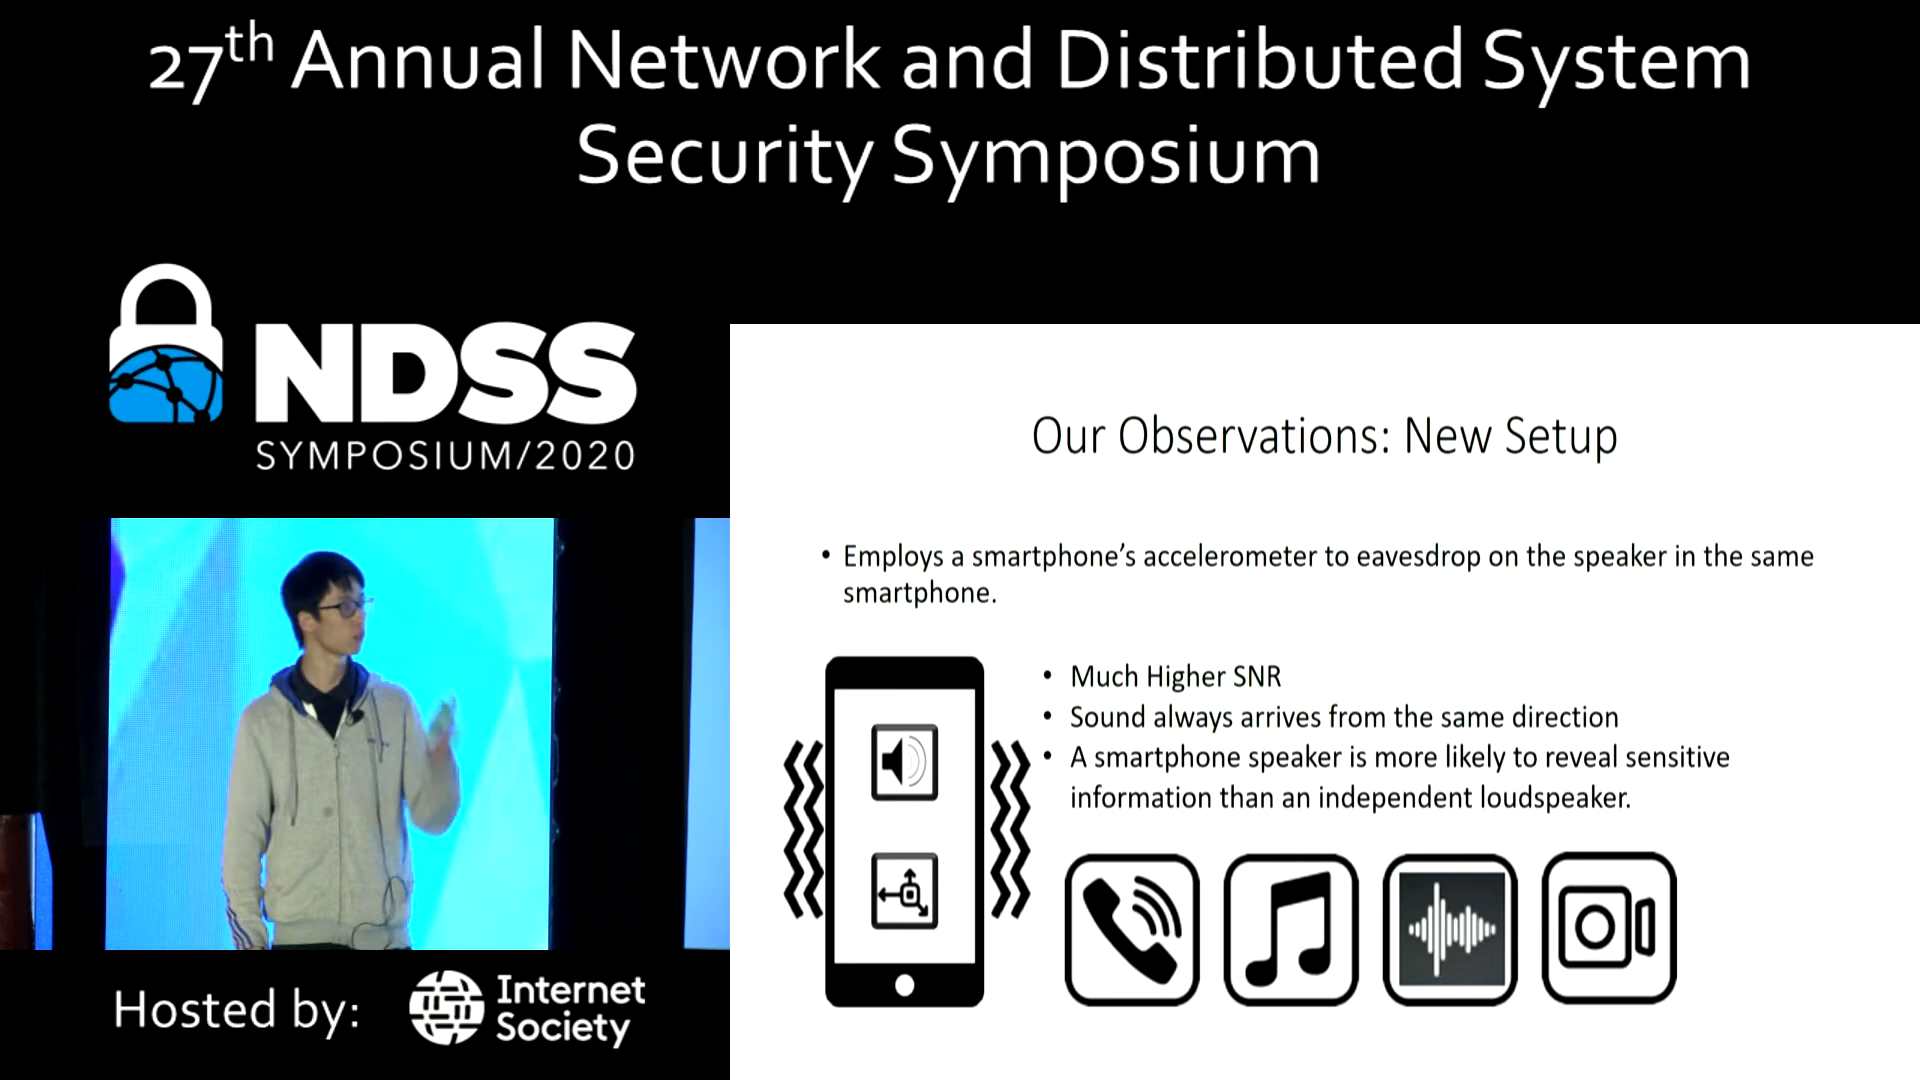 27th Annual Network and Distributed System
Security Symposium
NDSS
SYMPOSIUM/2020
Our Observations: New Setup
• Employs a smartphone’s accelerometer to eavesdrop on the speaker in the same
smartphone.
• Much Higher SNR
• Sound always arrives from the same direction
• A smartphone speaker is more likely to reveal sensitive
information than an independent loudspeaker.
Hosted by:
Internet
Society